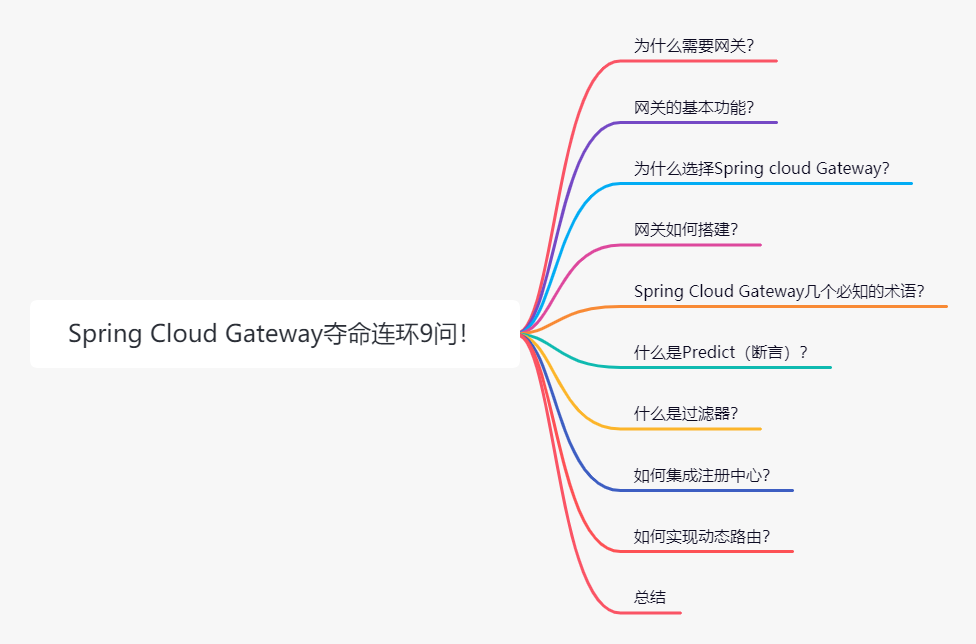 Spring Cloud Gateway夺命连环9问！
为什么需要网关？
网关的基本功能？
为什么选择Spring cloud Gateway？
网关如何搭建？
Spring Cloud Gateway几个必知的术语？
什么是Predict（断言）？
什么是过滤器？
如何集成注册中心？
如何实现动态路由？
总结